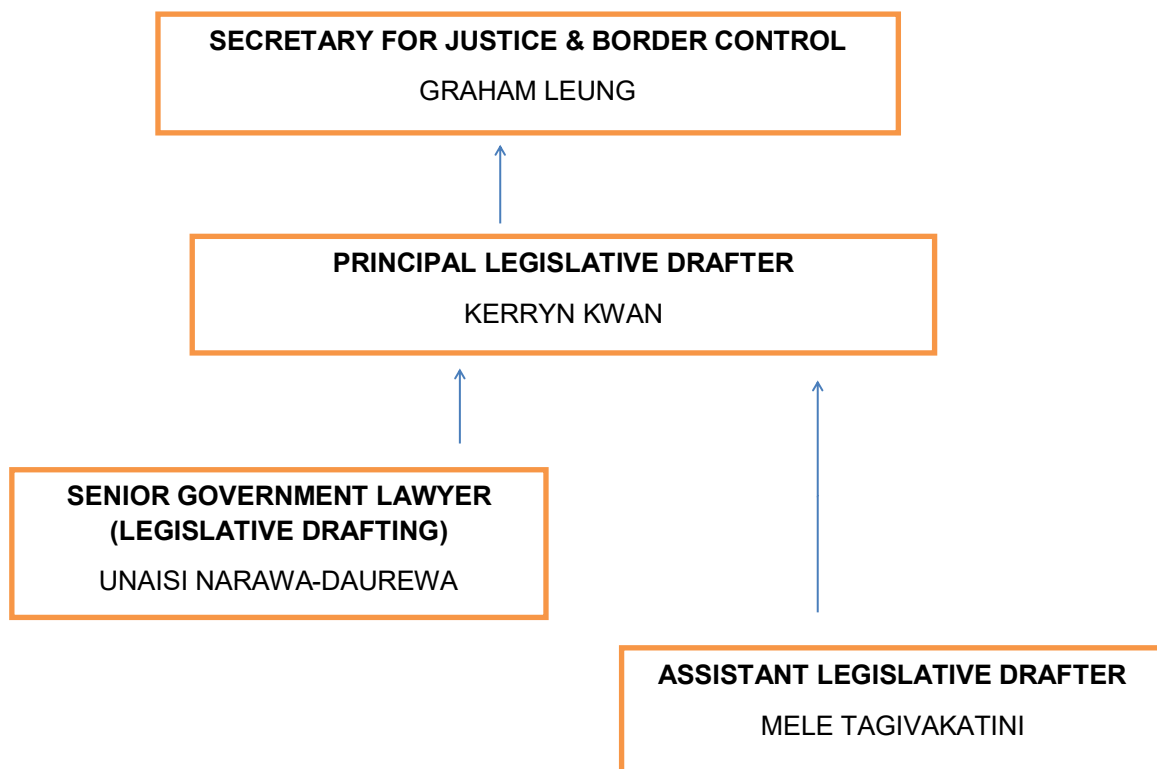 SECRETARY FOR JUSTICE & BORDER CONTROL
GRAHAM LEUNG
PRINCIPAL LEGISLATIVE DRAFTER
KERRYN KWAN
SENIOR GOVERNMENT LAWYER
(LEGISLATIVE DRAFTING)
UNAISI NARAWA-DAUREWA
ASSISTANT LEGISLATIVE DRAFTER
MELE TAGIVAKATINI